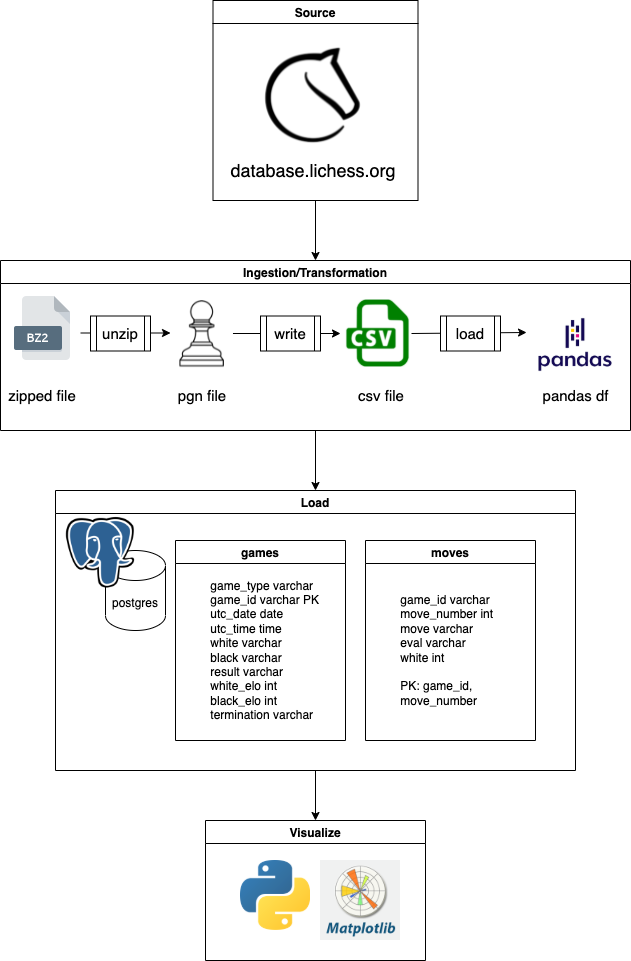 Source
database.lichess.org
Ingestion/Transformation
BZ2
unzip
write
CSV
load
pandas
zipped file
pgn file
csv file
pandas df
Load
postgres
games
game_type varchar
game_id varchar PK
utc_date date
utc_time time
white varchar
black varchar
result varchar
white_elo int
black_elo int
termination varchar
moves
game_id varchar
move_number int
move varchar
eval varchar
white int
PK: game_id,
move_number
Visualize
Matplotlib